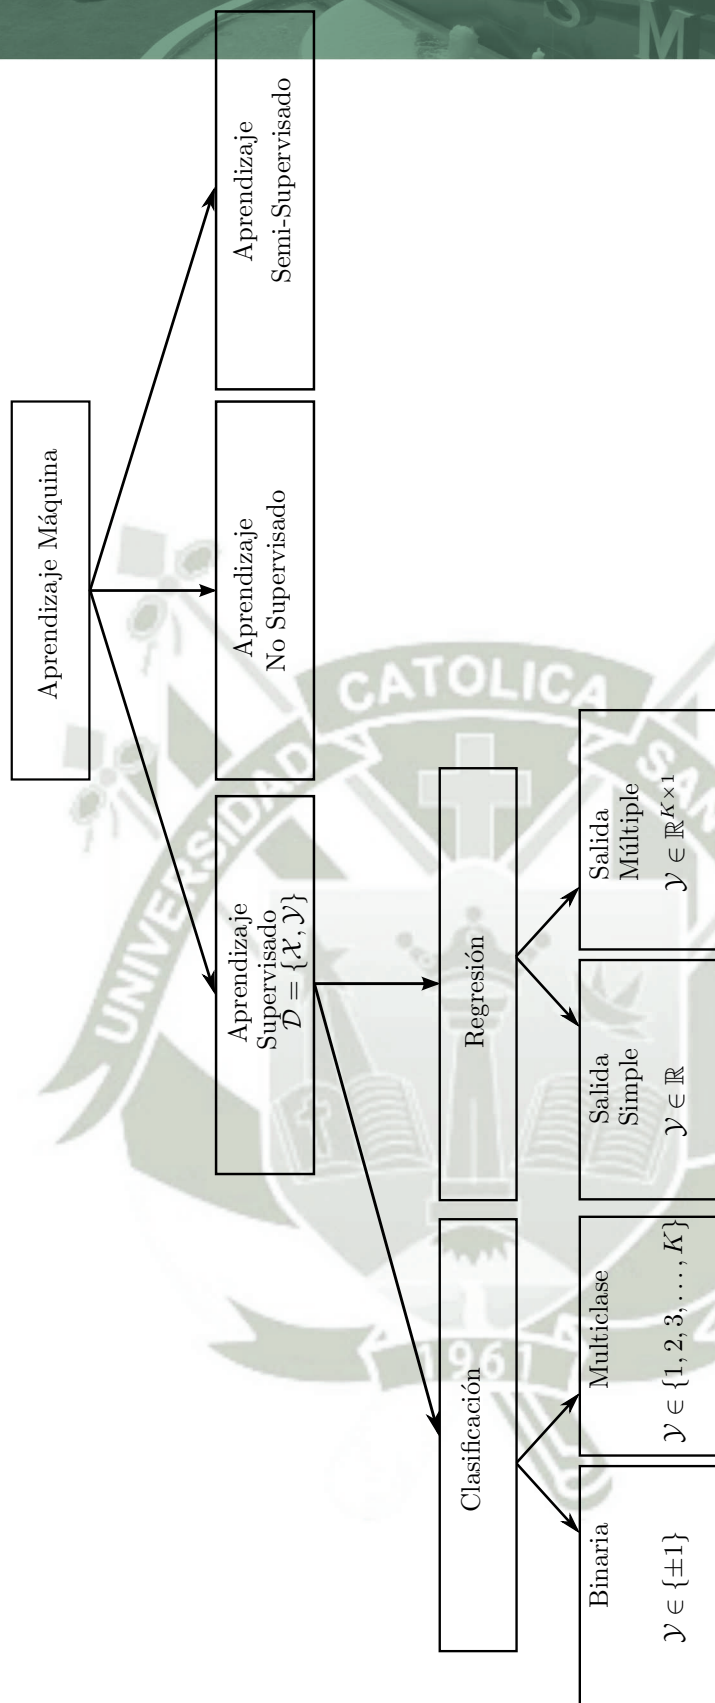 Aprendizaje Máquina
Aprendizaje
Supervisado
𝒟 = {𝒳, 𝒴}
Aprendizaje
No Supervisado
Aprendizaje
Semi-Supervisado
Clasificación
Regresión
Binaria
𝒴 ∈ {±1}
Multiclase
𝒴 ∈ {1, 2, 3, . . . , K}
Salida
Simple
𝒴 ∈ ℝ
Salida
Múltiple
𝒴 ∈ ℝ^{K×1}
UNIVERSIDAD CATOLICA SAN
1961
M